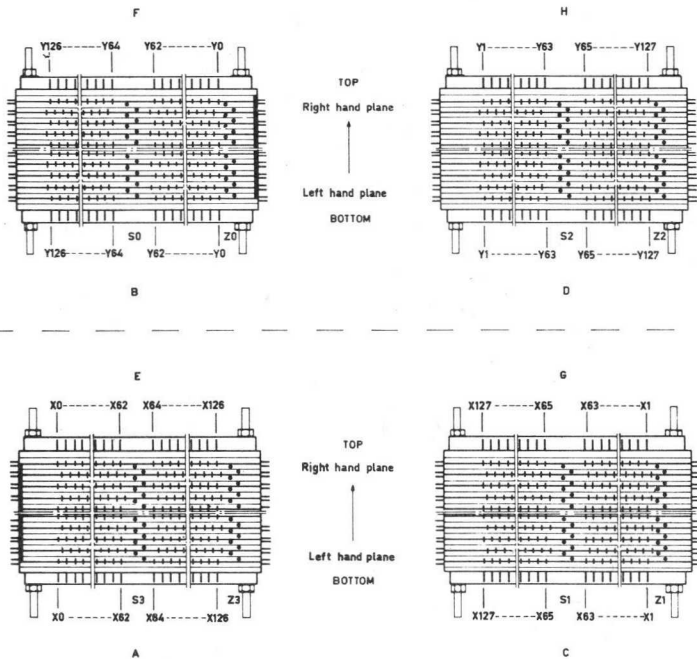 F
H
Y126 Y64 Y62 Y0
Y1 Y63 Y65 Y127
TOP
Right hand plane
Left hand plane
BOTTOM
S0 Z0
S2 Z2
Y126 Y64 Y62 Y0
Y1 Y63 Y65 Y127
B
D
E
G
X0 X62 X64 X126
X127 X65 X63 X1
TOP
Right hand plane
Left hand plane
BOTTOM
S3 Z3
S1 Z1
X0 X62 X64 X126
X127 X65 X63 X1
A
C